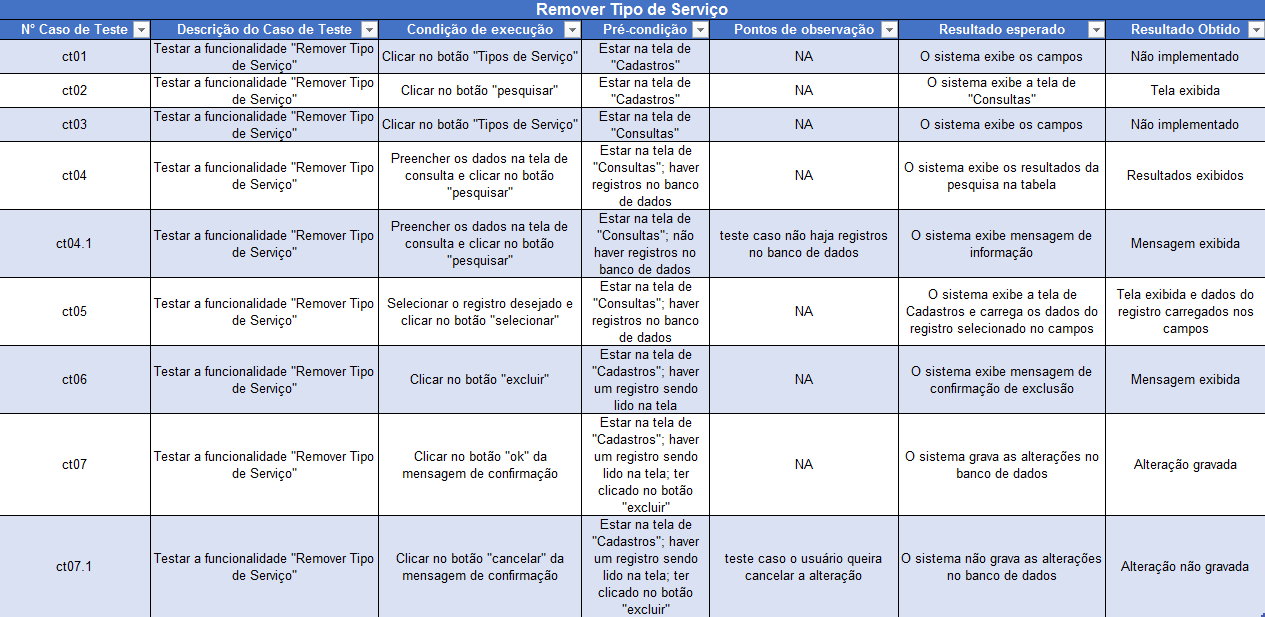 Remover Tipo de Serviço
N° Caso de Teste
Descrição do Caso de Teste
Condição de execução
Pré-condição
Pontos de observação
Resultado esperado
Resultado Obtido
ct01
Testar a funcionalidade "Remover Tipo
de Serviço"
Clicar no botão "Tipos de Serviço"
Estar na tela de
"Cadastros"
NA
O sistema exibe os campos
Não implementado
ct02
Testar a funcionalidade "Remover Tipo
de Serviço"
Clicar no botão "pesquisar"
Estar na tela de
"Cadastros"
NA
O sistema exibe a tela de
"Consultas"
Tela exibida
ct03
Testar a funcionalidade "Remover Tipo
de Serviço"
Clicar no botão "Tipos de Serviço"
Estar na tela de
"Consultas"
NA
O sistema exibe os campos
Não implementado
ct04
Testar a funcionalidade "Remover Tipo
de Serviço"
Preencher os dados na tela de
consulta e clicar no botão
"pesquisar"
Estar na tela de
"Consultas"; haver
registros no banco
de dados
NA
O sistema exibe os resultados da
pesquisa na tabela
Resultados exibidos
ct04.1
Testar a funcionalidade "Remover Tipo
de Serviço"
Preencher os dados na tela de
consulta e clicar no botão
"pesquisar"
Estar na tela de
"Consultas"; não
haver registros no
banco de dados
teste caso não haja registros
no banco de dados
O sistema exibe mensagem de
informação
Mensagem exibida
ct05
Testar a funcionalidade "Remover Tipo
de Serviço"
Selecionar o registro desejado e
clicar no botão "selecionar"
Estar na tela de
"Consultas"; haver
registros no banco
de dados
NA
O sistema exibe a tela de
Cadastros e carrega os dados do
registro selecionado no campos
Tela exibida e dados do
registro carregados nos
campos
ct06
Testar a funcionalidade "Remover Tipo
de Serviço"
Clicar no botão "excluir"
Estar na tela de
"Cadastros"; haver
um registro sendo
lido na tela
NA
O sistema exibe mensagem de
confirmação de exclusão
Mensagem exibida
ct07
Testar a funcionalidade "Remover Tipo
de Serviço"
Clicar no botão "ok" da
mensagem de confirmação
Estar na tela de
"Cadastros"; haver
um registro sendo
lido na tela; ter
clicado no botão
"excluir"
NA
O sistema grava as alterações no
banco de dados
Alteração gravada
ct07.1
Testar a funcionalidade "Remover Tipo
de Serviço"
Clicar no botão "cancelar" da
mensagem de confirmação
Estar na tela de
"Cadastros"; haver
um registro sendo
lido na tela; ter
clicado no botão
"excluir"
teste caso o usuário queira
cancelar a alteração
O sistema não grava as alterações
no banco de dados
Alteração não gravada